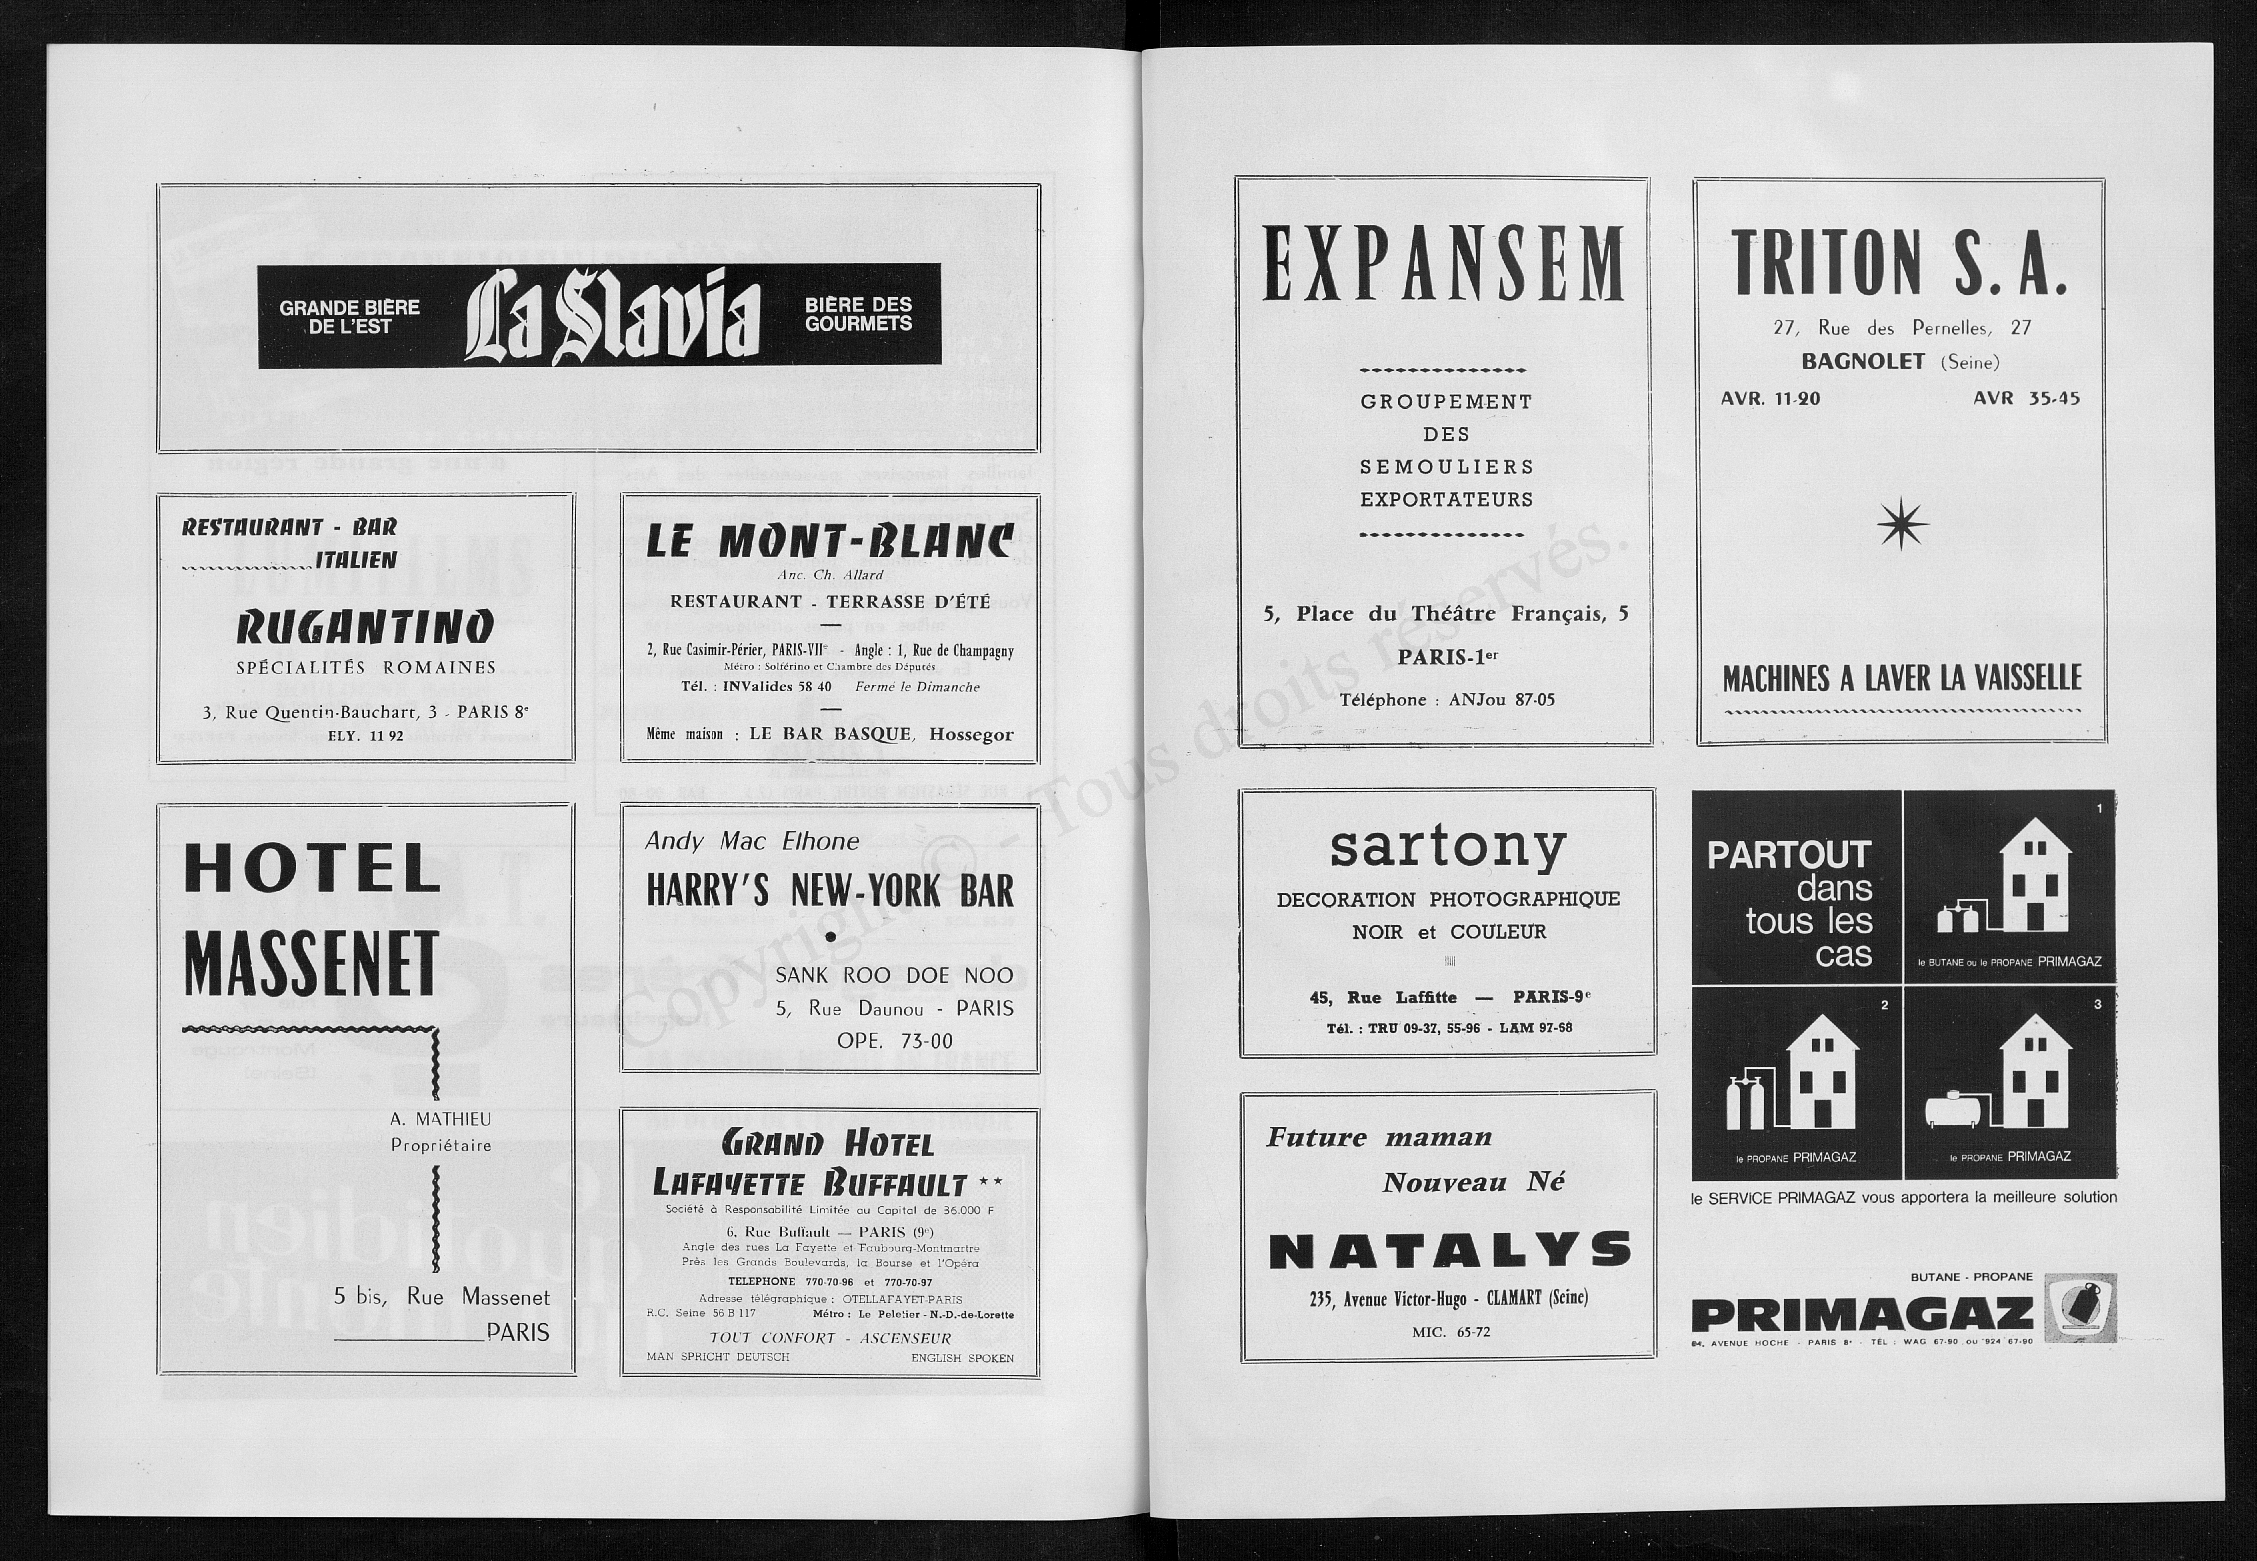 GRANDE BIÈRE
DE L'EST
La Slavia
BIÈRE DES
GOURMETS
RESTAURANT - BAR
ITALIEN
RUGANTINO
SPÉCIALITÉS ROMAINES
3, Rue Quentin-Bauchart, 3 - PARIS 8e
ELY. 11 92
LE MONT-BLANC
Anc. Ch. Allard
RESTAURANT - TERRASSE D'ÉTÉ
2, Rue Casimir-Périer, PARIS-VIIe - Angle : 1, Rue de Champagny
Métro : Solférino et Chambre des Députés
Tél. : INValides 58 40 Fermé le Dimanche
Même maison : LE BAR BASQUE, Hossegor
HOTEL
MASSENET
A. MATHIEU
Propriétaire
5 bis, Rue Massenet
PARIS
Andy Mac Elhone
HARRY'S NEW-YORK BAR
SANK ROO DOE NOO
5, Rue Daunou - PARIS
OPE. 73-00
GRAND HOTEL
LAFAYETTE BUFFAULT **
Société à Responsabilité Limitée au Capital de 36.000 F
6, Rue Buffault — PARIS (9e)
Angle des rues La Fayette et Faubourg-Montmartre
Près les Grands Boulevards, la Bourse et l'Opéra
TELEPHONE 770-70-96 et 770-70-97
Adresse télégraphique : OTELLAFAYET-PARIS
R.C. Seine 56 B 117 Métro : Le Peletier - N.-D.-de-Lorette
TOUT CONFORT - ASCENSEUR
MAN SPRICHT DEUTSCH ENGLISH SPOKEN
EXPANSEM
GROUPEMENT
DES
SEMOULIERS
EXPORTATEURS
5, Place du Théâtre Français, 5
PARIS-1er
Téléphone : ANJou 87-05
TRITON S.A.
27, Rue des Pernelles, 27
BAGNOLET (Seine)
AVR. 11-20 AVR 35-45
MACHINES A LAVER LA VAISSELLE
sartony
DECORATION PHOTOGRAPHIQUE
NOIR et COULEUR
45, Rue Laffitte — PARIS-9e
Tél. : TRU 09-37, 55-96 - LAM 97-68
Future maman
Nouveau Né
NATALYS
235, Avenue Victor-Hugo - CLAMART (Seine)
MIC. 65-72
PARTOUT
dans
tous les
cas
1
le BUTANE ou le PROPANE PRIMAGAZ
2
le PROPANE PRIMAGAZ
3
le PROPANE PRIMAGAZ
le SERVICE PRIMAGAZ vous apportera la meilleure solution
BUTANE - PROPANE
PRIMAGAZ
64, AVENUE HOCHE - PARIS 8e - TÉL : WAG 67-90 OU 924 67-90
Copyright © - Tous droits réservés.